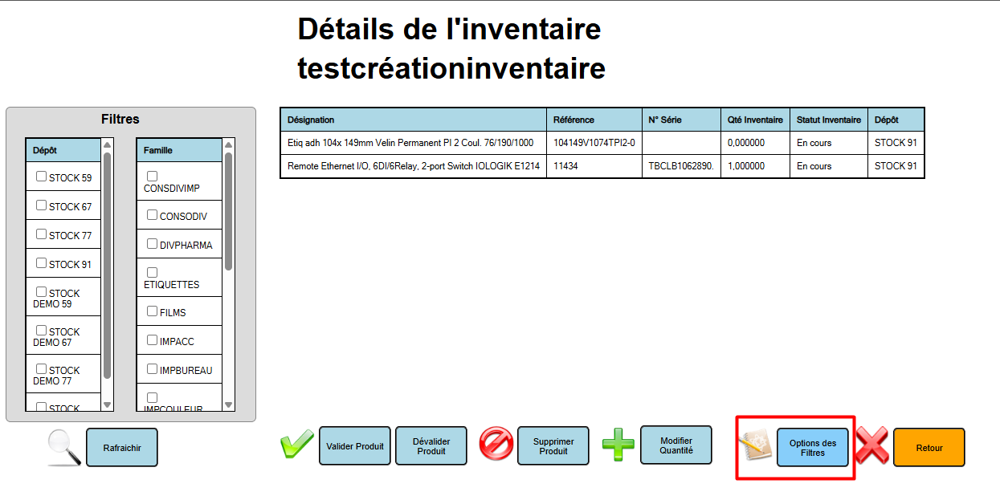 Détails de l'inventaire
testcréationinventaire
Filtres
Dépôt
STOCK 59
STOCK 67
STOCK 77
STOCK 91
STOCK
DEMO 59
STOCK
DEMO 67
STOCK
DEMO 77
STOCK
Famille
CONSDIVIMP
CONSODIV
DIVPHARMA
ETIQUETTES
FILMS
IMPACC
IMPBUREAU
IMPCOULEUR
Désignation Référence N° Série Qté Inventaire Statut Inventaire Dépôt
Etiq adh 104x 149mm Velin Permanent Pl 2 Coul. 76/190/1000 104149V1074TPI2-0 0,000000 En cours STOCK 91
Remote Ethernet I/O, 6DI/6Relay, 2-port Switch IOLOGIK E1214 11434 TBCLB1062890. 1,000000 En cours STOCK 91
Rafraichir
Valider Produit
Dévalider
Produit
Supprimer
Produit
Modifier
Quantité
Options des
Filtres
Retour